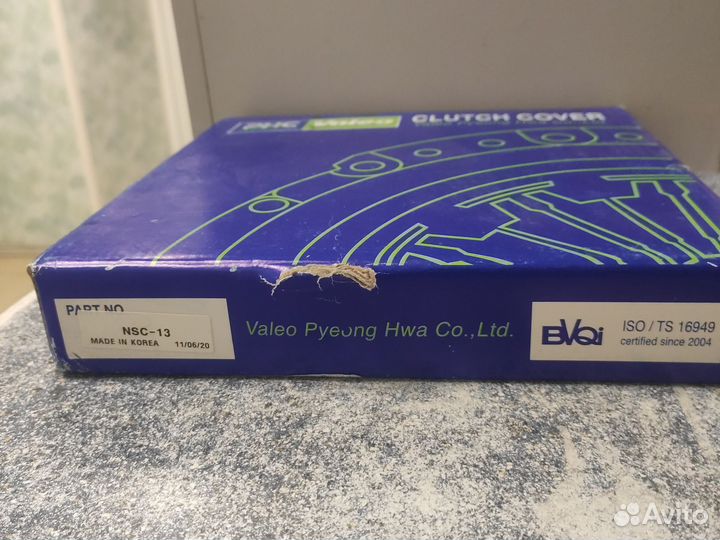 PHC Valeo CLUTCH COVER
PART NO.
NSC-13
MADE IN KOREA 11/06/20
Valeo Pyeong Hwa Co.,Ltd.
BVQi
ISO / TS 16949
certified since 2004
Avito